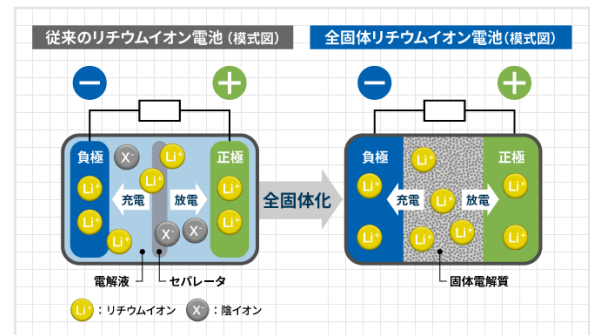 従来のリチウムイオン電池（模式図）
全固体リチウムイオン電池（模式図）
−
+
−
+
負極
X⁻
Li⁺
正極
Li⁺
Li⁺
Li⁺
充電
放電
Li⁺
Li⁺
Li⁺
X⁻
X⁻
電解液
セパレータ
Li⁺：リチウムイオン
X⁻：陰イオン
全固体化
負極
Li⁺
正極
Li⁺
Li⁺
充電
Li⁺
放電
Li⁺
Li⁺
Li⁺
Li⁺
固体電解質